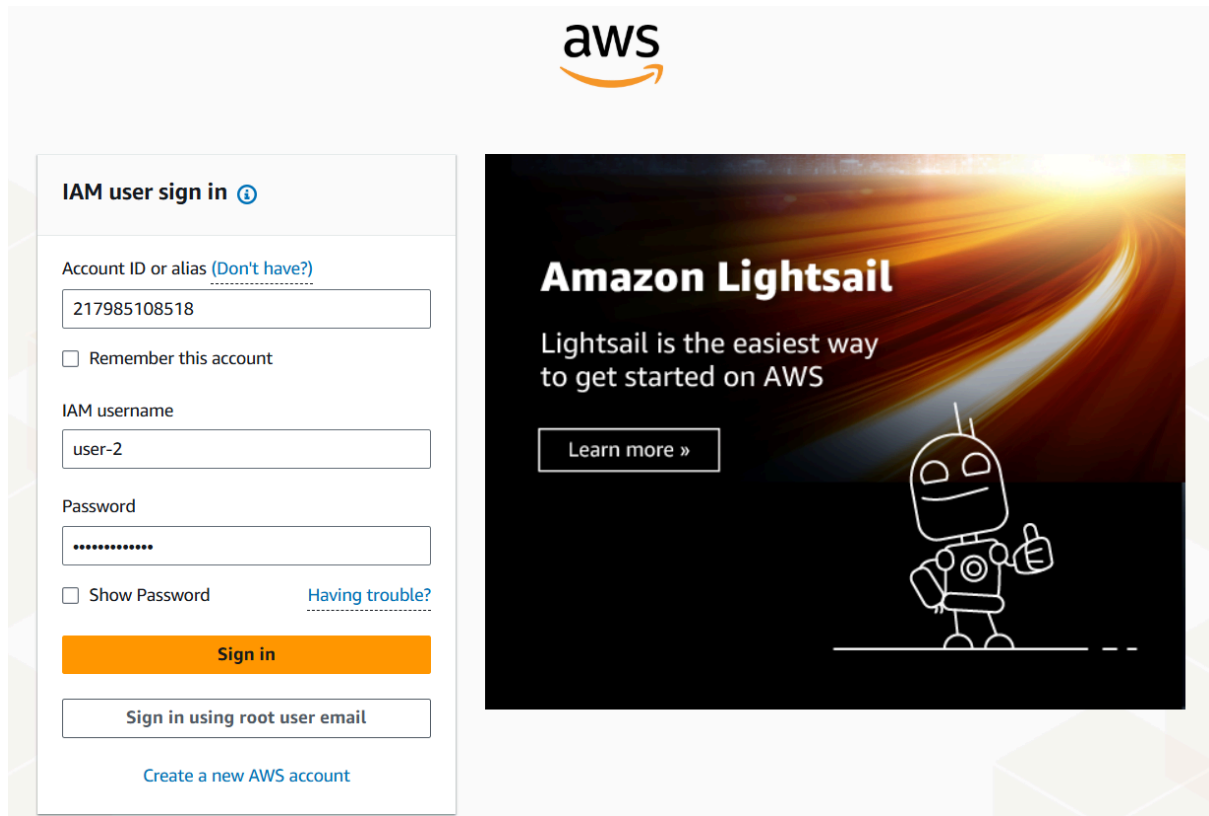 aws
IAM user sign in
Account ID or alias (Don't have?)
217985108518
Remember this account
IAM username
user-2
Password
•••••••••••••
Show Password
Having trouble?
Sign in
Sign in using root user email
Create a new AWS account
Amazon Lightsail
Lightsail is the easiest way
to get started on AWS
Learn more »